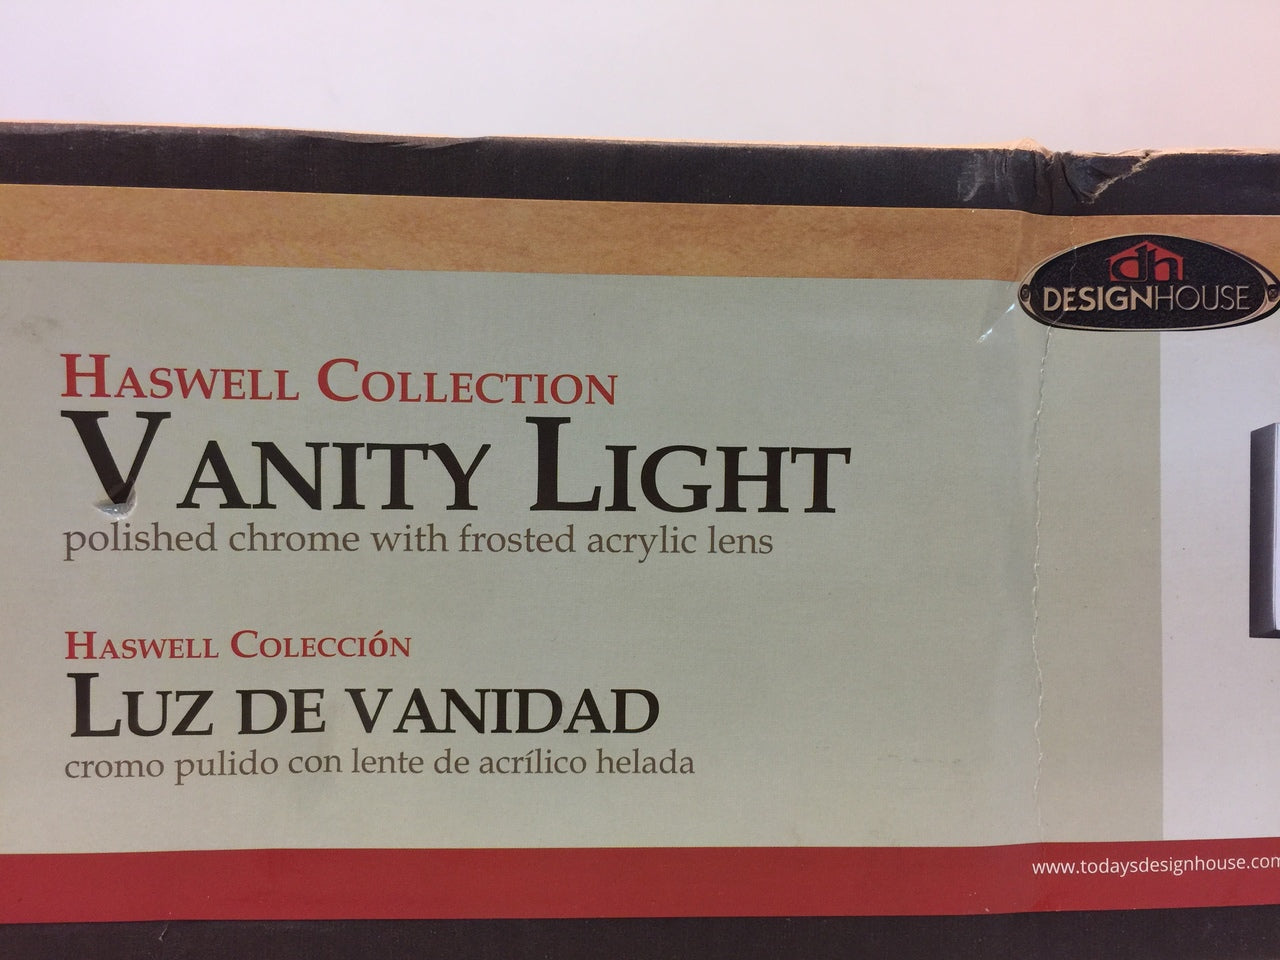 dh
DESIGNHOUSE
HASWELL COLLECTION
VANITY LIGHT
polished chrome with frosted acrylic lens
HASWELL COLECCIÓN
LUZ DE VANIDAD
cromo pulido con lente de acrílico helada
www.todaysdesignhouse.com